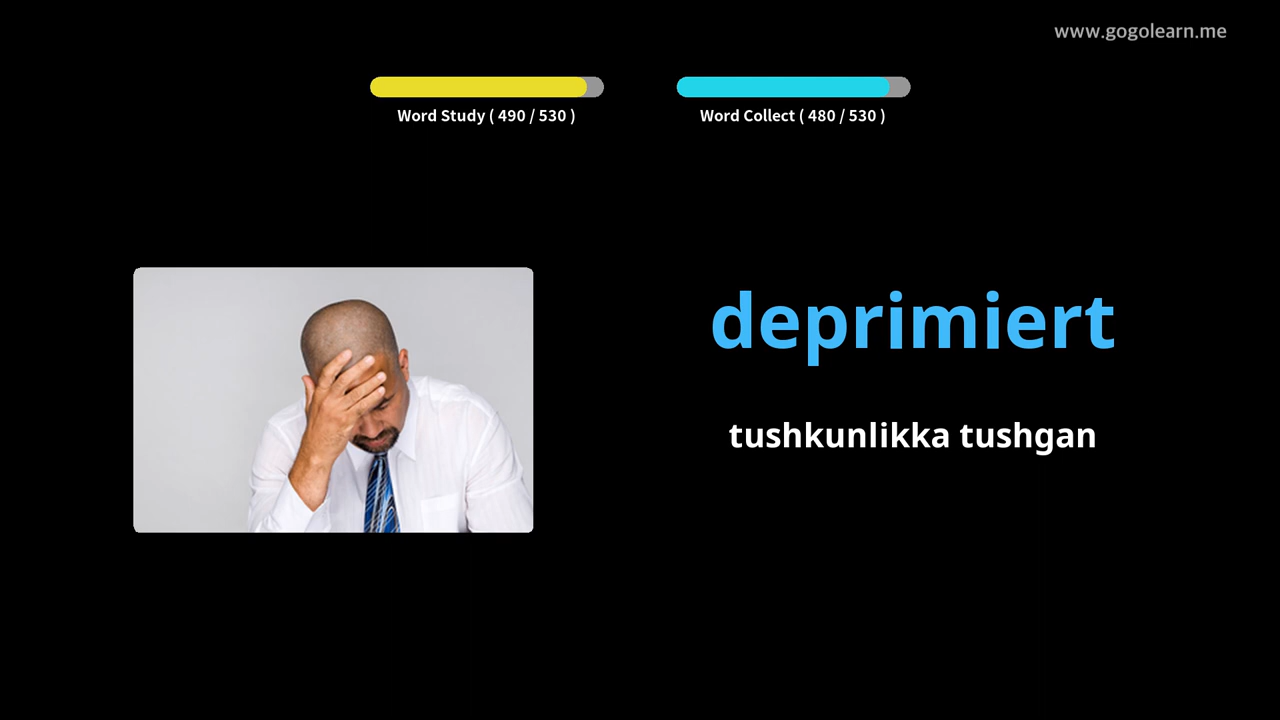 www.gogolearn.me
Word Study ( 490 / 530 )
Word Collect ( 480 / 530 )
deprimiert
tushkunlikka tushgan